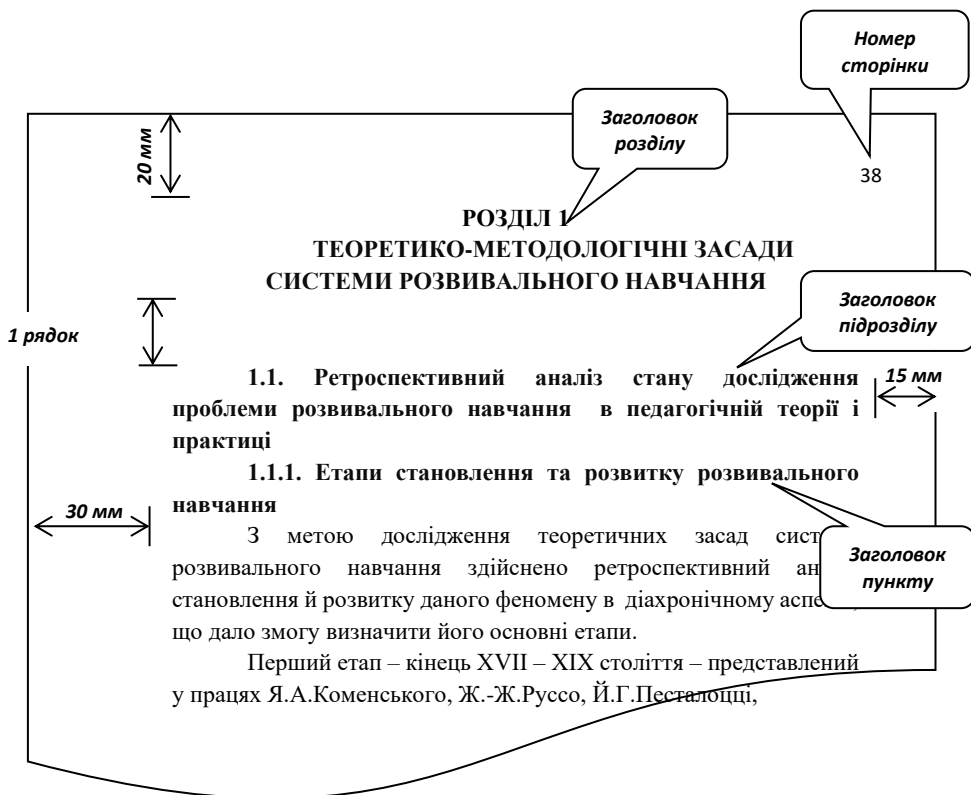 Номер
сторінки
Заголовок
розділу
20 мм
38
РОЗДІЛ 1
ТЕОРЕТИКО-МЕТОДОЛОГІЧНІ ЗАСАДИ
СИСТЕМИ РОЗВИВАЛЬНОГО НАВЧАННЯ
Заголовок
підрозділу
1 рядок
1.1. Ретроспективний аналіз стану дослідження
15 мм
проблеми розвивального навчання в педагогічній теорії і
практиці
1.1.1. Етапи становлення та розвитку розвивального
навчання
30 мм
З метою дослідження теоретичних засад
розвивального навчання здійснено ретроспективний
Заголовок
пункту
становлення й розвитку даного феномену в діахронічному
що дало змогу визначити його основні етапи.
Перший етап – кінець XVII – XIX століття – представлений
у працях Я.А.Коменського, Ж.-Ж.Руссо, Й.Г.Песталоцці,